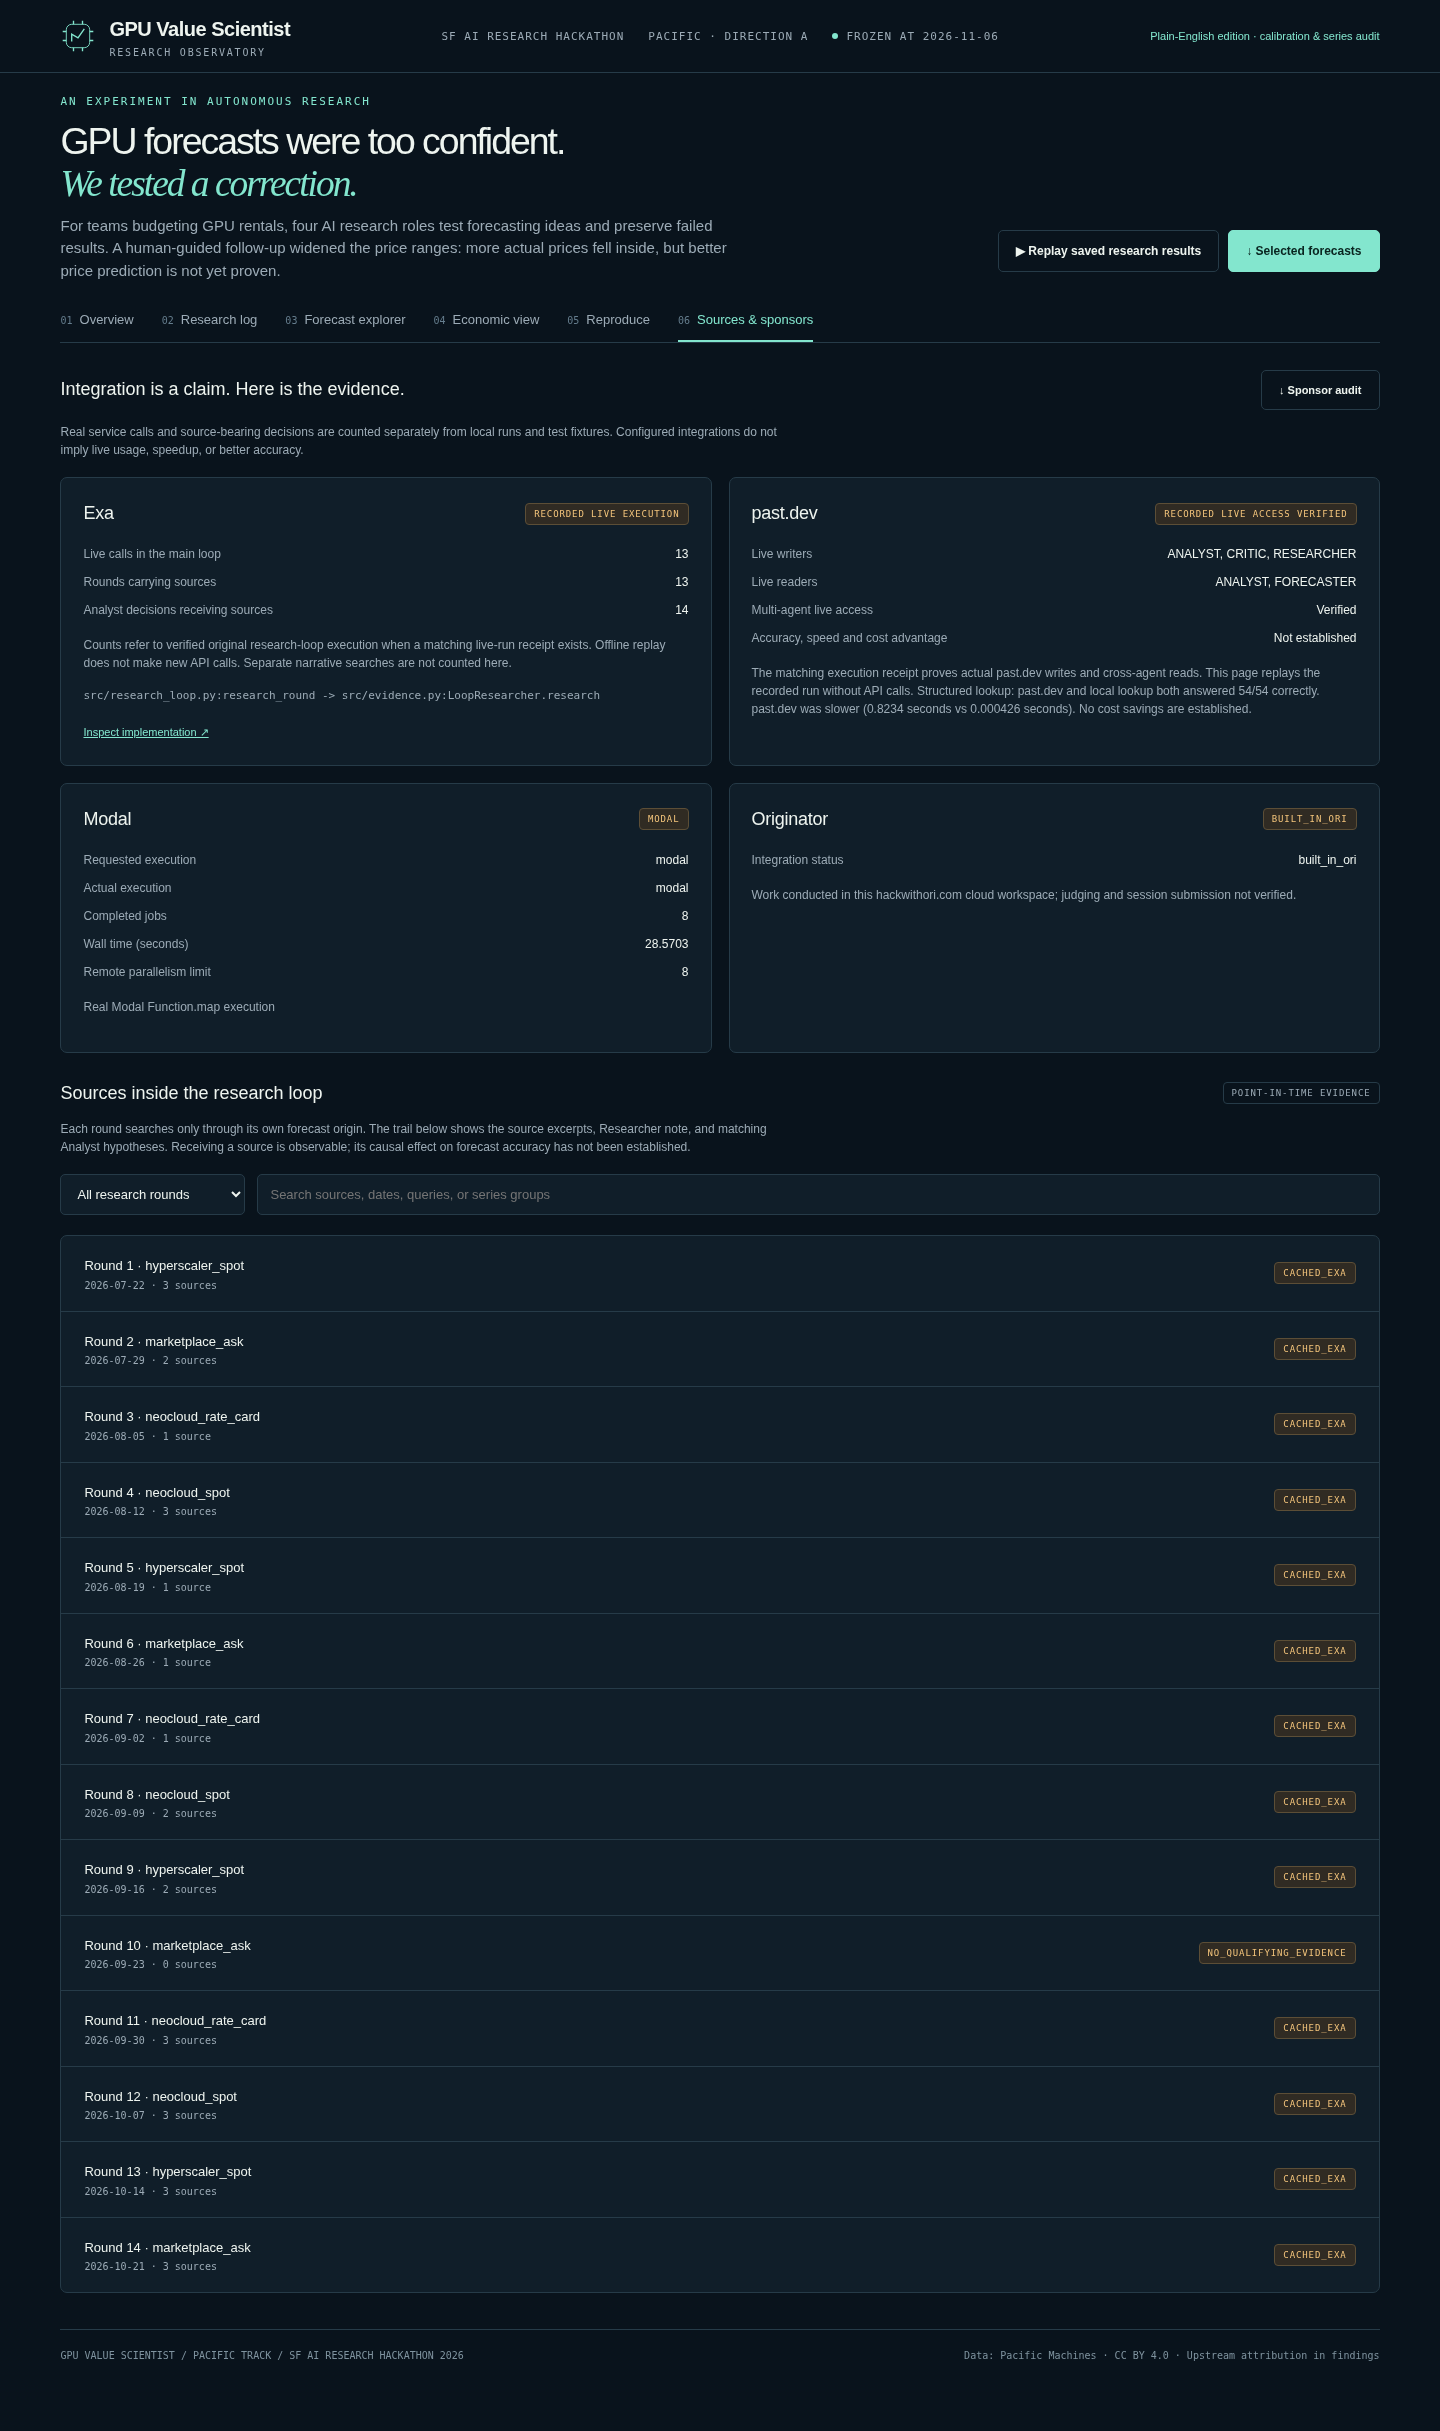 GPU Value Scientist
RESEARCH OBSERVATORY
SF AI RESEARCH HACKATHON
PACIFIC · DIRECTION A
FROZEN AT 2026-11-06
Plain-English edition · calibration & series audit
AN EXPERIMENT IN AUTONOMOUS RESEARCH
GPU forecasts were too confident.
We tested a correction.
For teams budgeting GPU rentals, four AI research roles test forecasting ideas and preserve failed
results. A human-guided follow-up widened the price ranges: more actual prices fell inside, but better
price prediction is not yet proven.
▶ Replay saved research results
↓ Selected forecasts
01 Overview
02 Research log
03 Forecast explorer
04 Economic view
05 Reproduce
06 Sources & sponsors
Integration is a claim. Here is the evidence.
↓ Sponsor audit
Real service calls and source-bearing decisions are counted separately from local runs and test fixtures. Configured integrations do not
imply live usage, speedup, or better accuracy.
Exa
RECORDED LIVE EXECUTION
Live calls in the main loop 13
Rounds carrying sources 13
Analyst decisions receiving sources 14
Counts refer to verified original research-loop execution when a matching live-run receipt exists. Offline replay
does not make new API calls. Separate narrative searches are not counted here.
src/research_loop.py:research_round -> src/evidence.py:LoopResearcher.research
Inspect implementation ↗
past.dev
RECORDED LIVE ACCESS VERIFIED
Live writers ANALYST, CRITIC, RESEARCHER
Live readers ANALYST, FORECASTER
Multi-agent live access Verified
Accuracy, speed and cost advantage Not established
The matching execution receipt proves actual past.dev writes and cross-agent reads. This page replays the
recorded run without API calls. Structured lookup: past.dev and local lookup both answered 54/54 correctly.
past.dev was slower (0.8234 seconds vs 0.000426 seconds). No cost savings are established.
Modal
MODAL
Requested execution modal
Actual execution modal
Completed jobs 8
Wall time (seconds) 28.5703
Remote parallelism limit 8
Real Modal Function.map execution
Originator
BUILT_IN_ORI
Integration status built_in_ori
Work conducted in this hackwithori.com cloud workspace; judging and session submission not verified.
Sources inside the research loop
POINT-IN-TIME EVIDENCE
Each round searches only through its own forecast origin. The trail below shows the source excerpts, Researcher note, and matching
Analyst hypotheses. Receiving a source is observable; its causal effect on forecast accuracy has not been established.
All research rounds
Search sources, dates, queries, or series groups
Round 1 · hyperscaler_spot
2026-07-22 · 3 sources
CACHED_EXA
Round 2 · marketplace_ask
2026-07-29 · 2 sources
CACHED_EXA
Round 3 · neocloud_rate_card
2026-08-05 · 1 source
CACHED_EXA
Round 4 · neocloud_spot
2026-08-12 · 3 sources
CACHED_EXA
Round 5 · hyperscaler_spot
2026-08-19 · 1 source
CACHED_EXA
Round 6 · marketplace_ask
2026-08-26 · 1 source
CACHED_EXA
Round 7 · neocloud_rate_card
2026-09-02 · 1 source
CACHED_EXA
Round 8 · neocloud_spot
2026-09-09 · 2 sources
CACHED_EXA
Round 9 · hyperscaler_spot
2026-09-16 · 2 sources
CACHED_EXA
Round 10 · marketplace_ask
2026-09-23 · 0 sources
NO_QUALIFYING_EVIDENCE
Round 11 · neocloud_rate_card
2026-09-30 · 3 sources
CACHED_EXA
Round 12 · neocloud_spot
2026-10-07 · 3 sources
CACHED_EXA
Round 13 · hyperscaler_spot
2026-10-14 · 3 sources
CACHED_EXA
Round 14 · marketplace_ask
2026-10-21 · 3 sources
CACHED_EXA
GPU VALUE SCIENTIST / PACIFIC TRACK / SF AI RESEARCH HACKATHON 2026
Data: Pacific Machines · CC BY 4.0 · Upstream attribution in findings